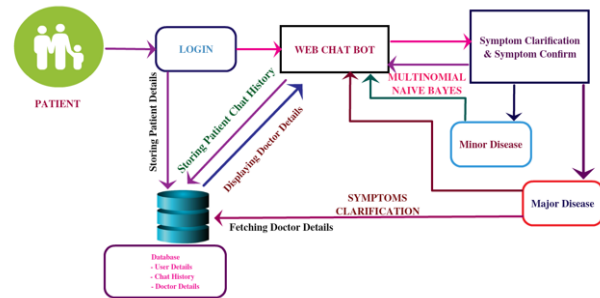 PATIENT
LOGIN
WEB CHAT BOT
Symptom Clarification
& Symptom Confirm
MULTINOMIAL
NAIVE BAYES
Storing Patient Details
Storing Patient Chat History
Displaying Doctor Details
Minor Disease
Major Disease
SYMPTOMS
CLARIFICATION
Fetching Doctor Details
Database
- User Details
- Chat History
- Doctor Details